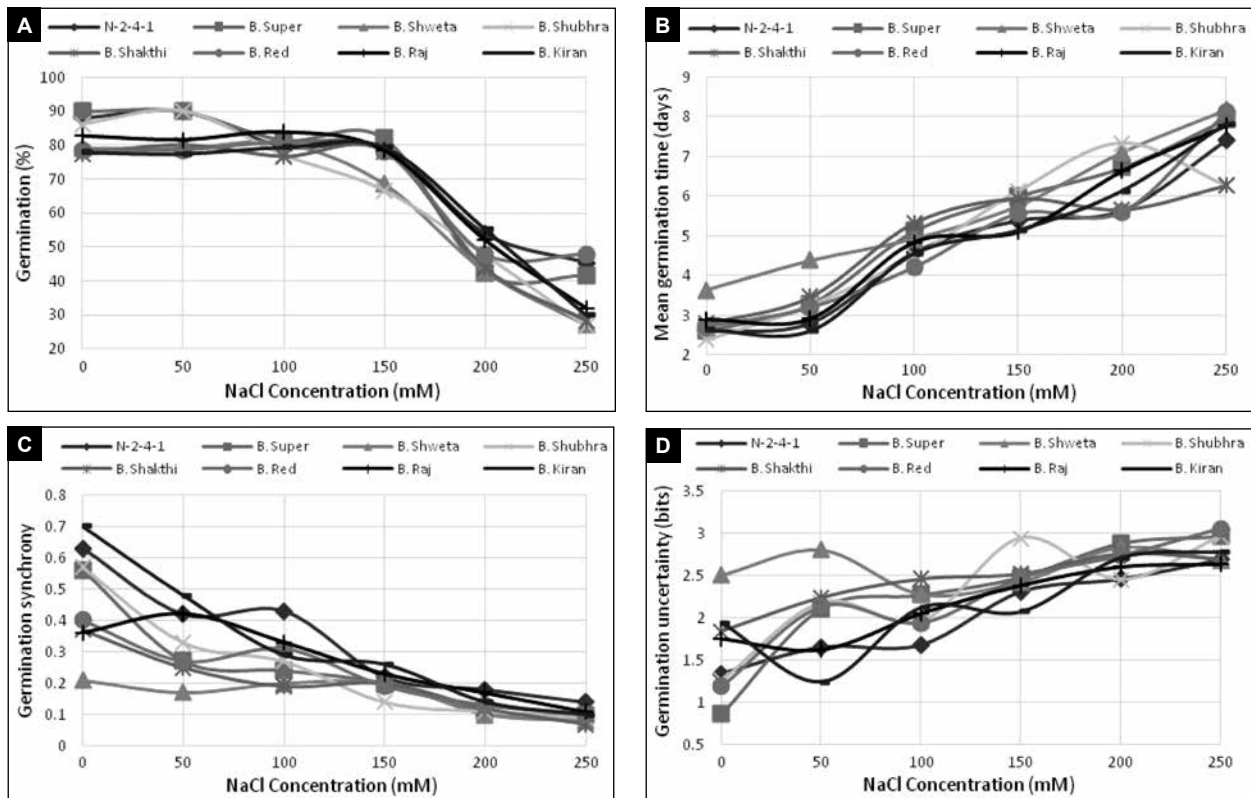 A
N-2-4-1 B. Super B. Shweta B. Shubhra
B. Shakthi B. Red B. Raj B. Kiran
Germination (%)
100
90
80
70
60
50
40
30
20
0 50 100 150 200 250
NaCl Concentration (mM)
B
N-2-4-1 B. Super B. Shweta B. Shubhra
B. Shakthi B. Red B. Raj B. Kiran
Mean germination time (days)
9
8
7
6
5
4
3
2
0 50 100 150 200 250
NaCl Concentration (mM)
C
N-2-4-1 B. Super B. Shweta B. Shubhra
B. Shakthi B. Red B. Raj B. Kiran
Germination synchrony
0.8
0.7
0.6
0.5
0.4
0.3
0.2
0.1
0
0 50 100 150 200 250
NaCl Concentration (mM)
D
N-2-4-1 B. Super B. Shweta B. Shubhra
B. Shakthi B. Red B. Raj B. Kiran
Germination uncertainty (bits)
3.5
3
2.5
2
1.5
1
0.5
0 50 100 150 200 250
NaCl Concentration (mM)